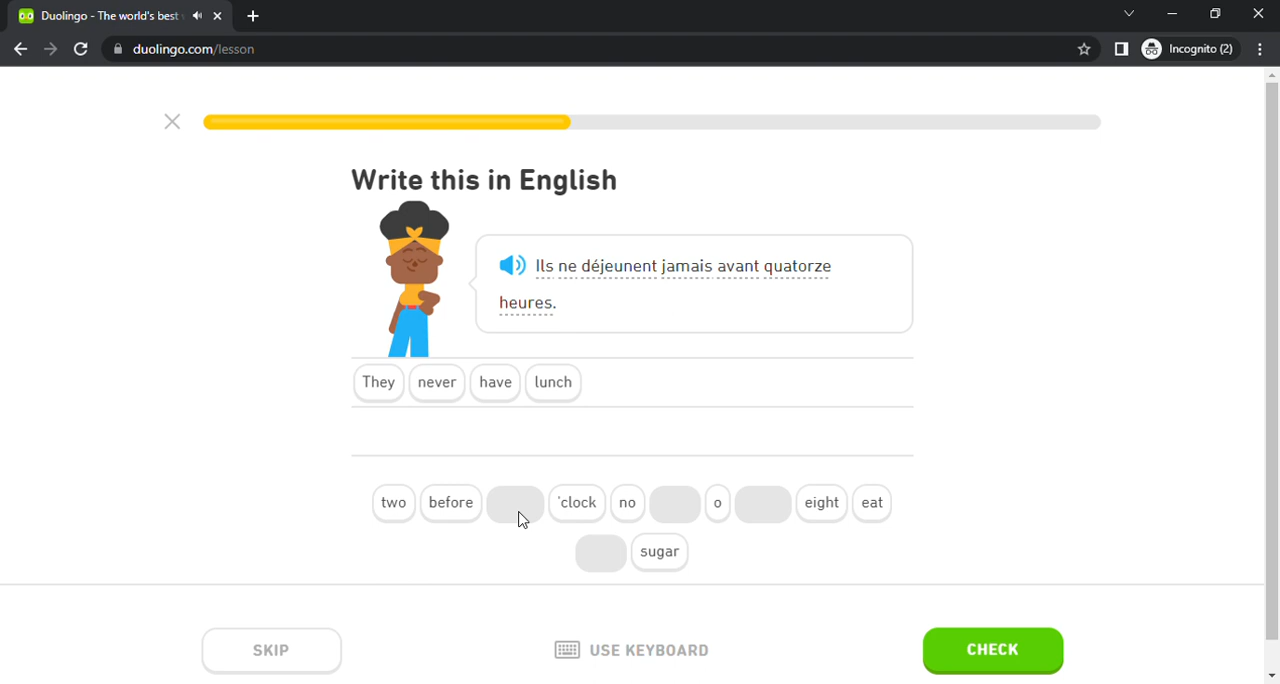 Duolingo - The world's best
duolingo.com/lesson
Incognito (2)
Write this in English
Ils ne déjeunent jamais avant quatorze
heures.
They never have lunch
two before 'clock no o eight eat
sugar
SKIP USE KEYBOARD CHECK